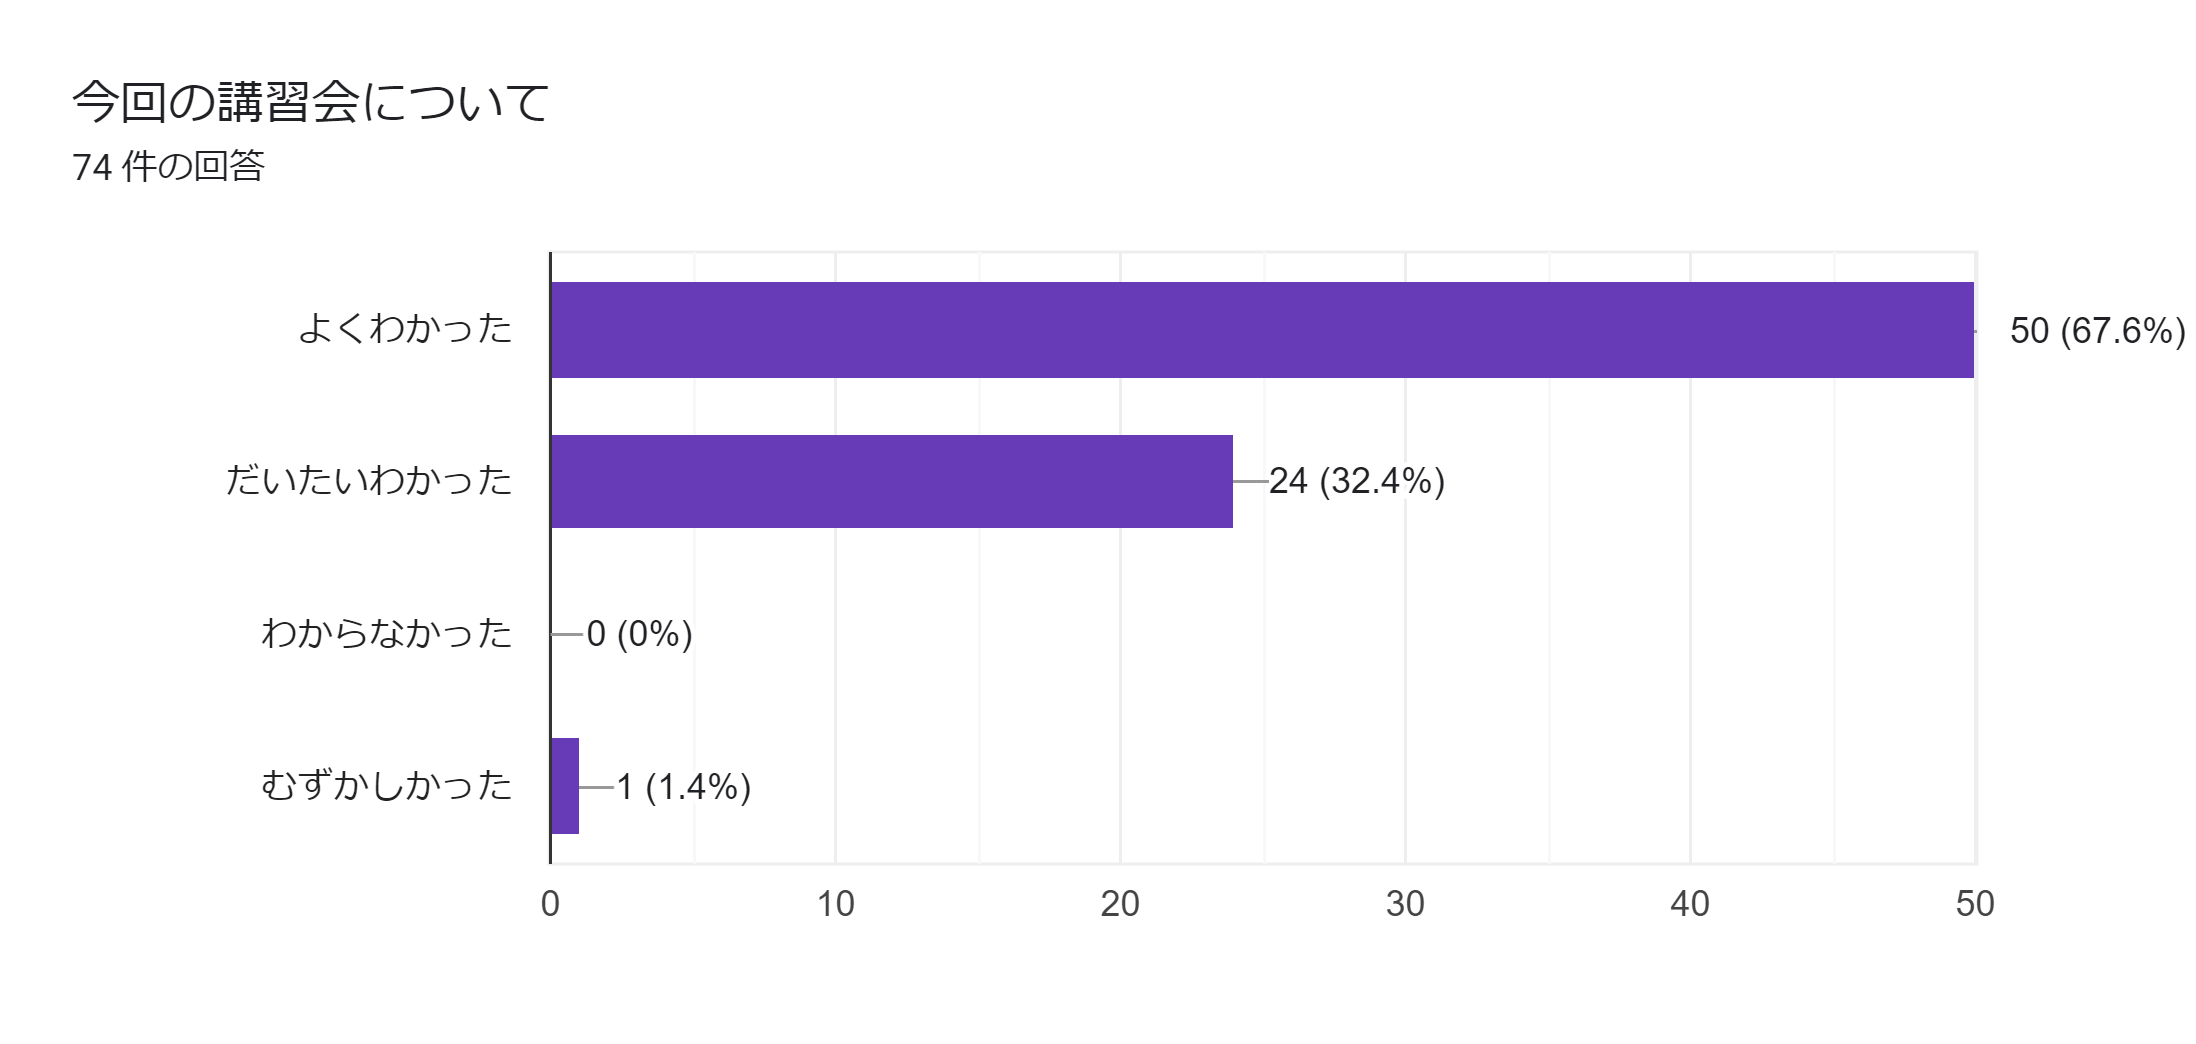 今回の講習会について
74 件の回答
よくわかった
50 (67.6%)
だいたいわかった
24 (32.4%)
わからなかった
0 (0%)
むずかしかった
1 (1.4%)
0 10 20 30 40 50